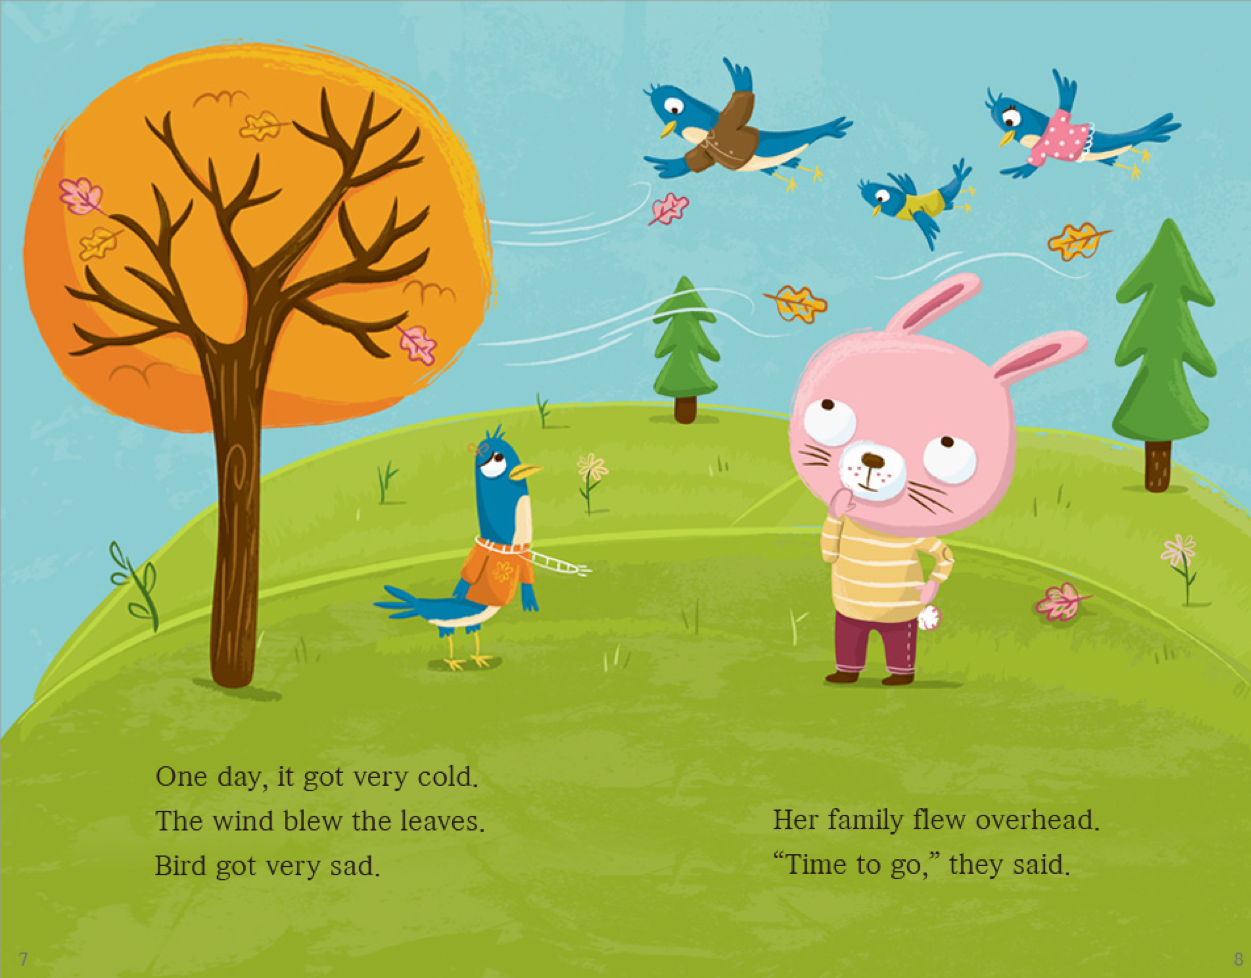 One day, it got very cold.
The wind blew the leaves.
Bird got very sad.
Her family flew overhead.
“Time to go,” they said.
7
8